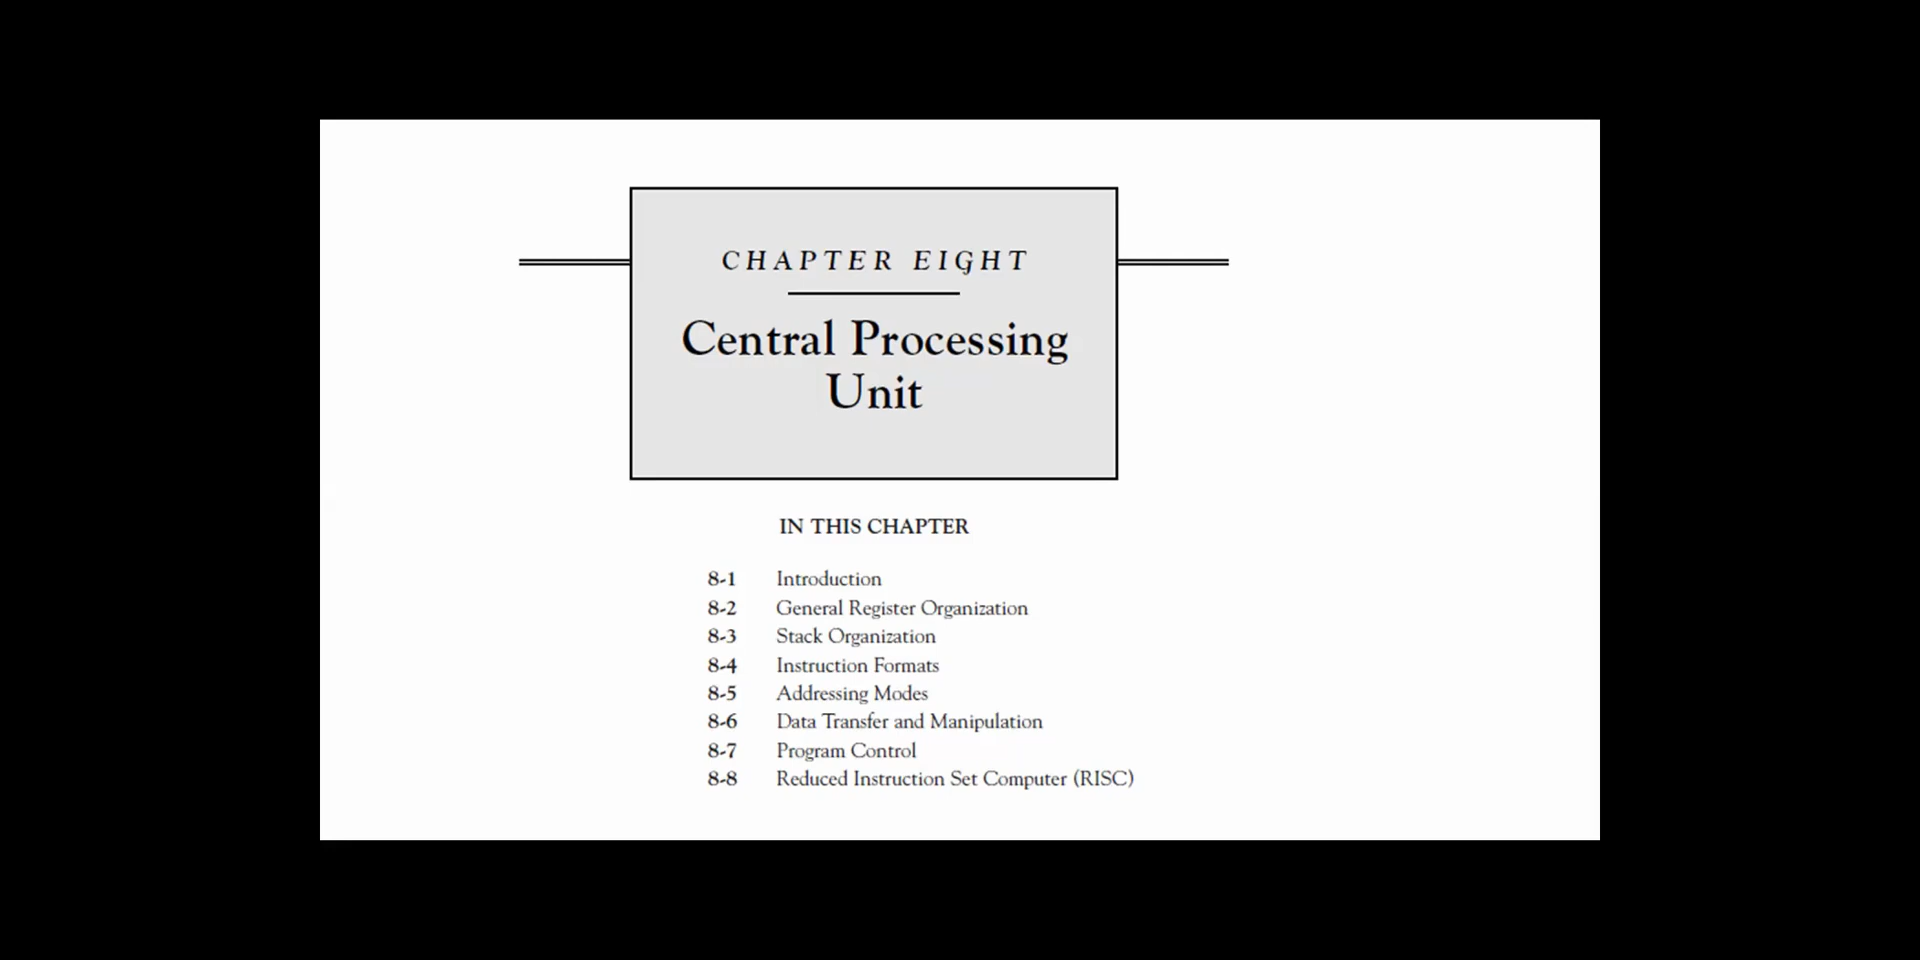 CHAPTER EIGHT
Central Processing
Unit
IN THIS CHAPTER
8-1 Introduction
8-2 General Register Organization
8-3 Stack Organization
8-4 Instruction Formats
8-5 Addressing Modes
8-6 Data Transfer and Manipulation
8-7 Program Control
8-8 Reduced Instruction Set Computer (RISC)